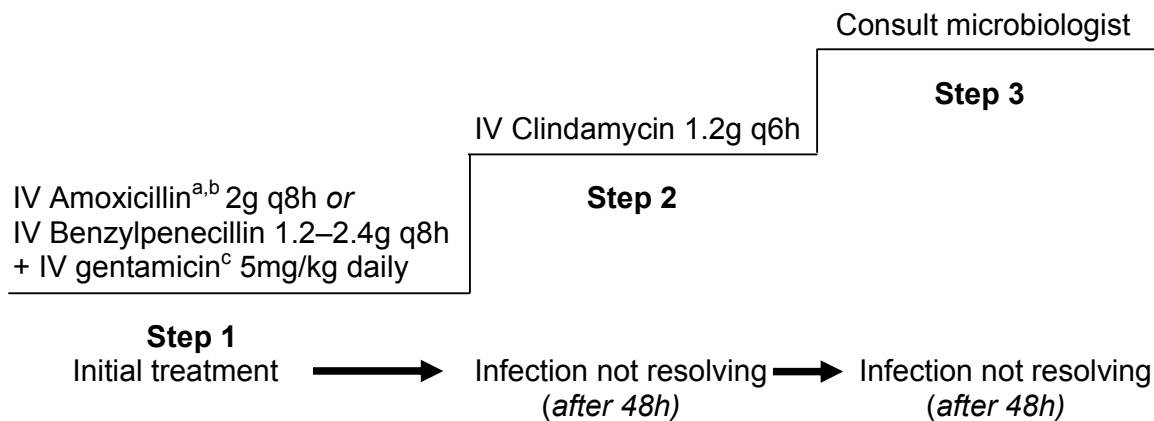 Consult microbiologist
Step 3
IV Clindamycin 1.2g q6h
Step 2
IV Amoxicillin^a,b 2g q8h or
IV Benzylpenecillin 1.2–2.4g q8h
+ IV gentamicin^c 5mg/kg daily
Step 1
Initial treatment
Infection not resolving
(after 48h)
Infection not resolving
(after 48h)